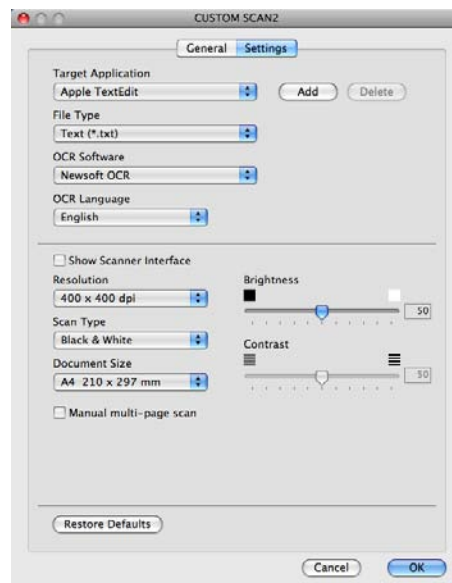 CUSTOM SCAN2
General Settings
Target Application
Apple TextEdit Add Delete
File Type
Text (*.txt)
OCR Software
Newsoft OCR
OCR Language
English
Show Scanner Interface
Resolution Brightness
400 x 400 dpi 50
Scan Type
Black & White Contrast
Document Size
A4 210 x 297 mm 50
Manual multi-page scan
Restore Defaults
Cancel OK